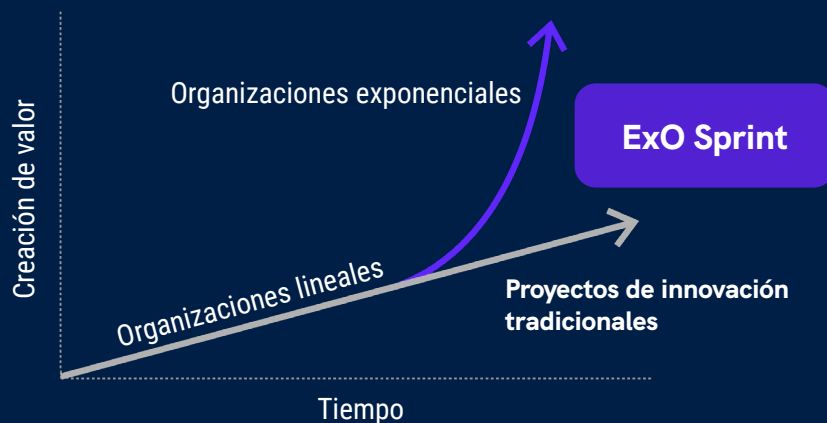 Organizaciones exponenciales
ExO Sprint
Creación de valor
Organizaciones lineales
Proyectos de innovación
tradicionales
Tiempo